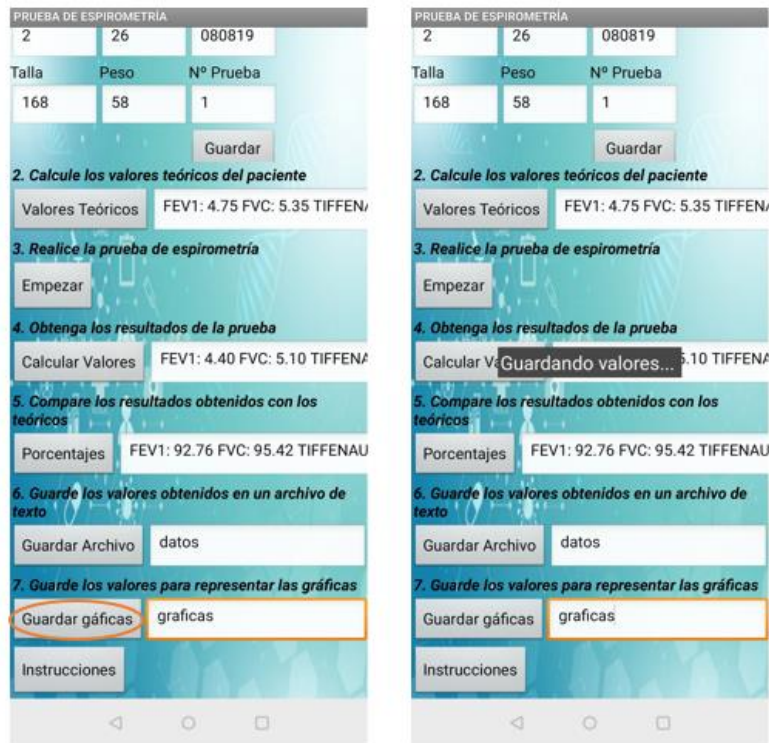 PRUEBA DE ESPIROMETRÍA
2 26 080819
Talla Peso Nº Prueba
168 58 1
Guardar
2. Calcule los valores teóricos del paciente
Valores Teóricos FEV1: 4.75 FVC: 5.35 TIFFENA
3. Realice la prueba de espirometría
Empezar
4. Obtenga los resultados de la prueba
Calcular Valores FEV1: 4.40 FVC: 5.10 TIFFENA
5. Compare los resultados obtenidos con los
teóricos
Porcentajes FEV1: 92.76 FVC: 95.42 TIFFENAU
6. Guarde los valores obtenidos en un archivo de
texto
Guardar Archivo datos
7. Guarde los valores para representar las gráficas
Guardar gáficas graficas
Instrucciones
PRUEBA DE ESPIROMETRÍA
2 26 080819
Talla Peso Nº Prueba
168 58 1
Guardar
2. Calcule los valores teóricos del paciente
Valores Teóricos FEV1: 4.75 FVC: 5.35 TIFFEN
3. Realice la prueba de espirometría
Empezar
4. Obtenga los resultados de la prueba
Calcular Guardando valores... 5.10 TIFFENA
5. Compare los resultados obtenidos con los
teóricos
Porcentajes FEV1: 92.76 FVC: 95.42 TIFFENAU
6. Guarde los valores obtenidos en un archivo de
texto
Guardar Archivo datos
7. Guarde los valores para representar las gráficas
Guardar gáficas graficas
Instrucciones